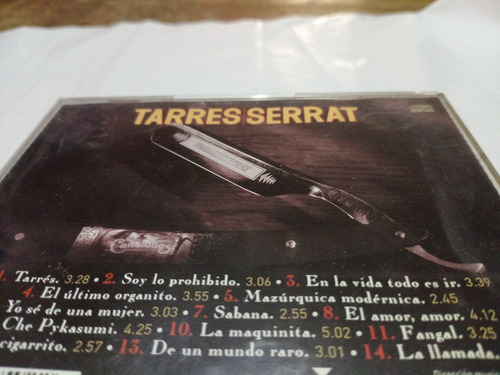 TARRES SERRAT
Cansiones
1. Tarrés. 3.28 • 2. Soy lo prohibido. 3.06 • 3. En la vida todo es ir. 3.39
4. El último organito. 3.55 • 5. Mazúrquica modérnica. 2.45
Yo sé de una mujer. 3.03 • 7. Sabana. 2.55 • 8. El amor, amor. 4.12
Che Pykasumi. 4.25 • 10. La maquinita. 5.02 • 11. Fangal. 3.25
cigarrito. 2.57 • 13. De un mundo raro. 3.01 • 14. La llamada.